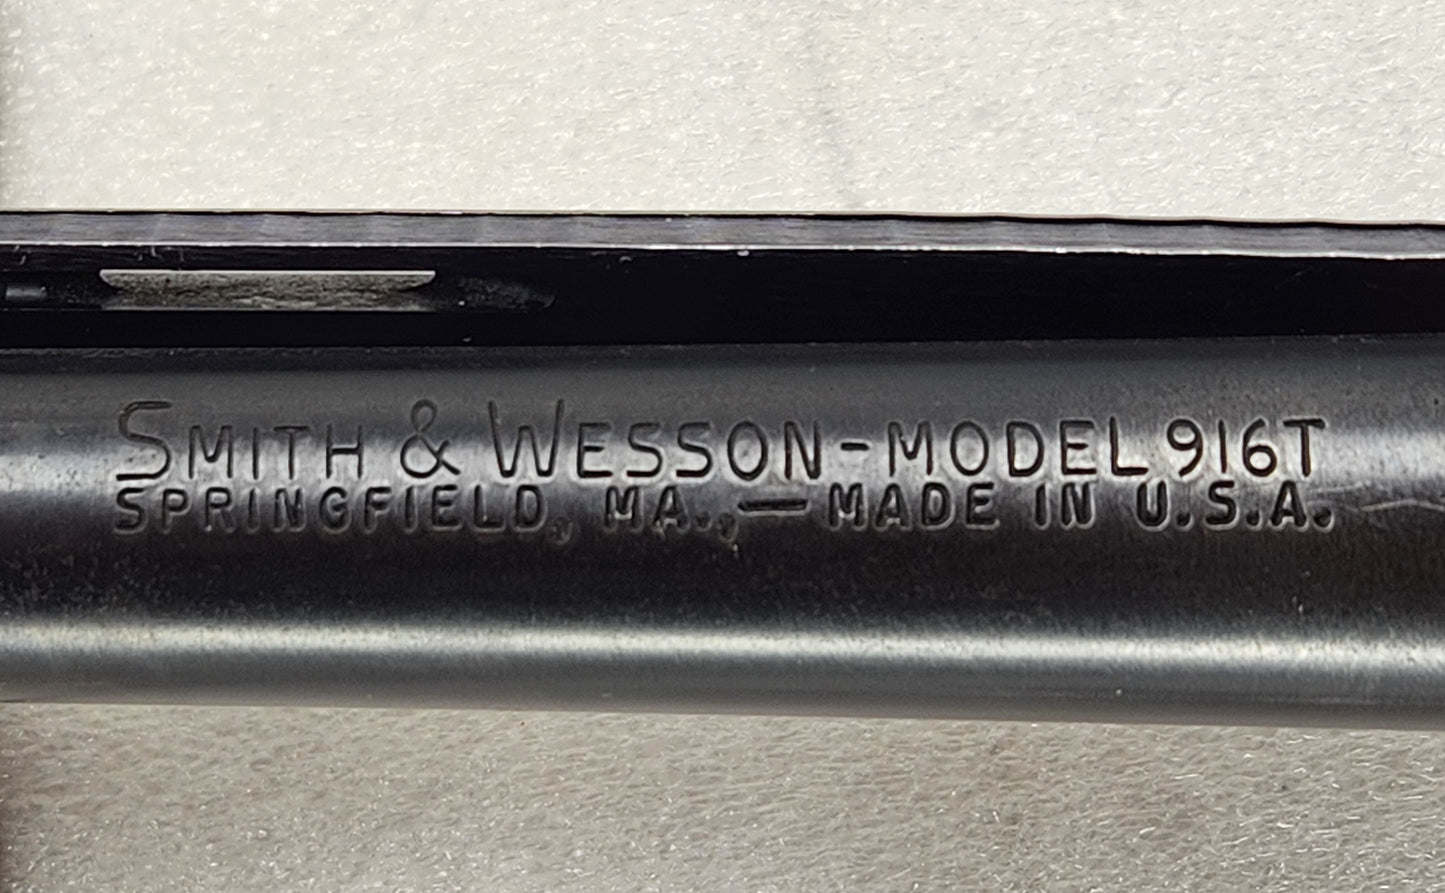 SMITH & WESSON-MODEL 916T
SPRINGFIELD, MA.,—MADE IN U.S.A.